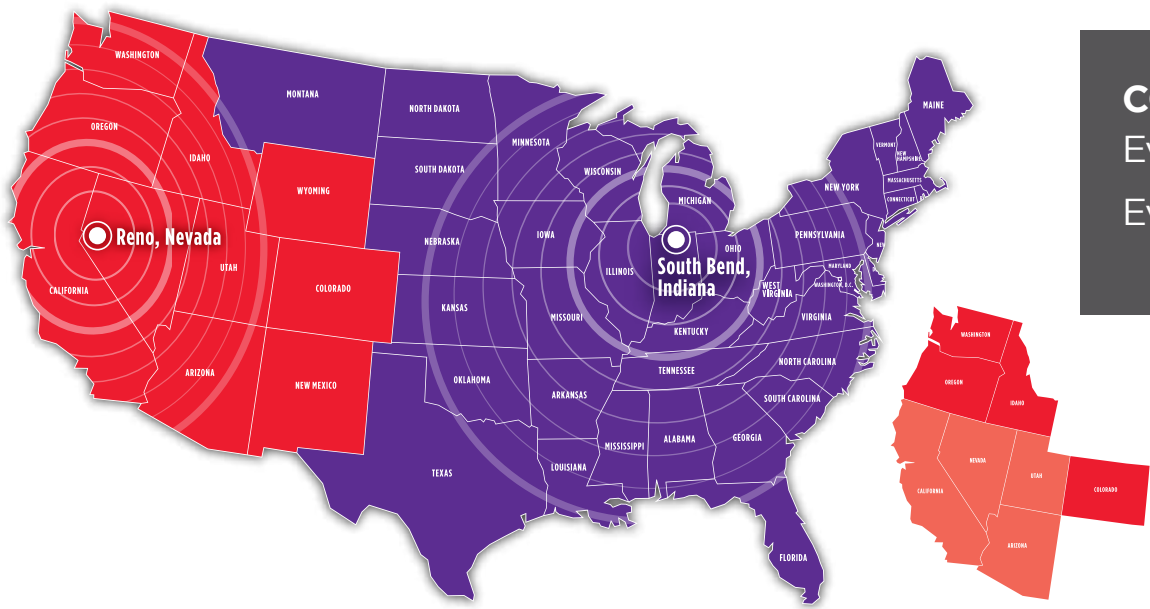 WASHINGTON
OREGON
IDAHO
MONTANA
WYOMING
Reno, Nevada
CALIFORNIA
UTAH
COLORADO
ARIZONA
NEW MEXICO
NORTH DAKOTA
SOUTH DAKOTA
NEBRASKA
KANSAS
OKLAHOMA
TEXAS
MINNESOTA
IOWA
MISSOURI
ARKANSAS
LOUISIANA
WISCONSIN
ILLINOIS
MICHIGAN
South Bend,
Indiana
OHIO
KENTUCKY
TENNESSEE
MISSISSIPPI
ALABAMA
GEORGIA
FLORIDA
SOUTH CAROLINA
NORTH CAROLINA
VIRGINIA
WEST
VIRGINIA
WASHINGTON, D.C.
MARYLAND
PENNSYLVANIA
NEW YORK
NEW
VERMONT
NEW
HAMPSHIRE
MASSACHUSETTS
CONNECTICUT
MAINE
Ev
Ev
WASHINGTON
OREGON
IDAHO
NEVADA
UTAH
COLORADO
CALIFORNIA
ARIZONA